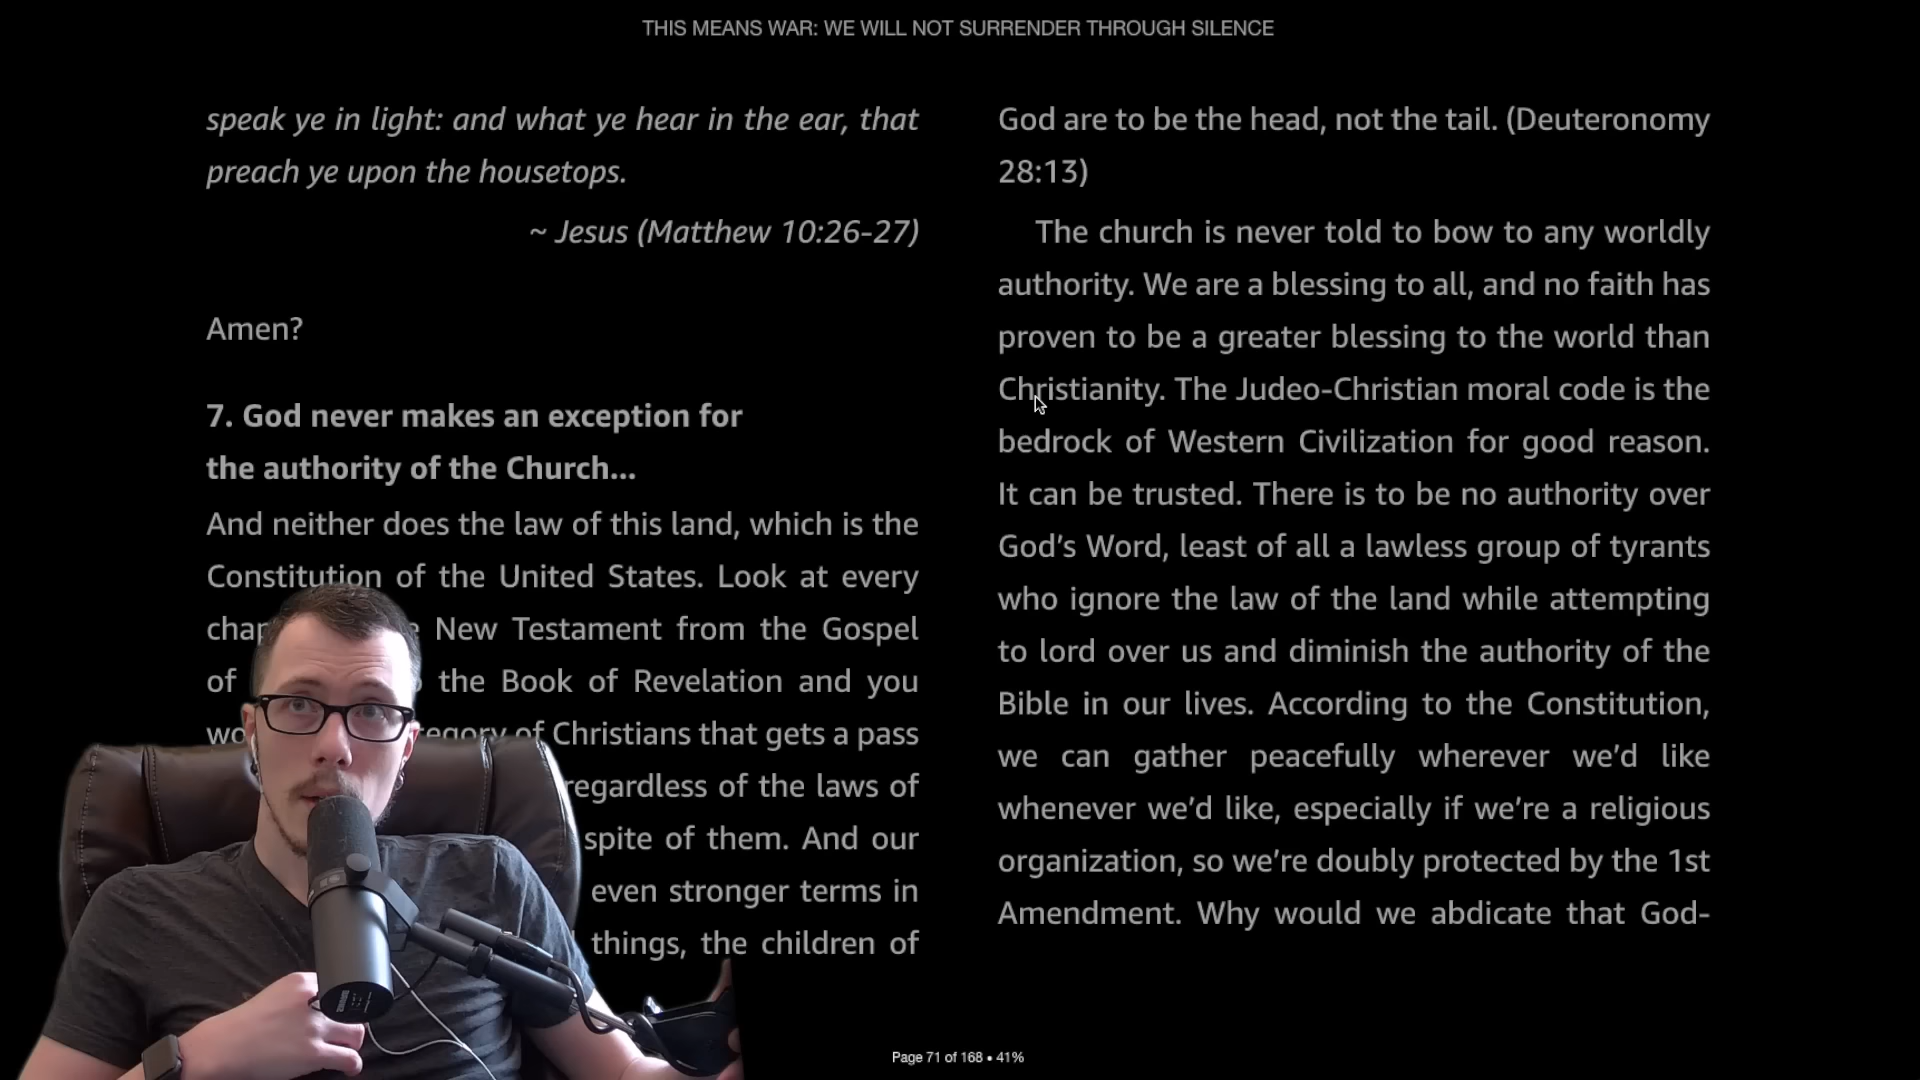 THIS MEANS WAR: WE WILL NOT SURRENDER THROUGH SILENCE
speak ye in light: and what ye hear in the ear, that
preach ye upon the housetops.
~ Jesus (Matthew 10:26-27)
Amen?
7. God never makes an exception for
the authority of the Church...
And neither does the law of this land, which is the
Constitution of the United States. Look at every
New Testament from the Gospel
of the Book of Revelation and you
of Christians that gets a pass
regardless of the laws of
spite of them. And our
even stronger terms in
things, the children of
God are to be the head, not the tail. (Deuteronomy
28:13)
The church is never told to bow to any worldly
authority. We are a blessing to all, and no faith has
proven to be a greater blessing to the world than
Christianity. The Judeo-Christian moral code is the
bedrock of Western Civilization for good reason.
It can be trusted. There is to be no authority over
God's Word, least of all a lawless group of tyrants
who ignore the law of the land while attempting
to lord over us and diminish the authority of the
Bible in our lives. According to the Constitution,
we can gather peacefully wherever we'd like
whenever we'd like, especially if we're a religious
organization, so we're doubly protected by the 1st
Amendment. Why would we abdicate that God-
Page 71 of 168 • 41%